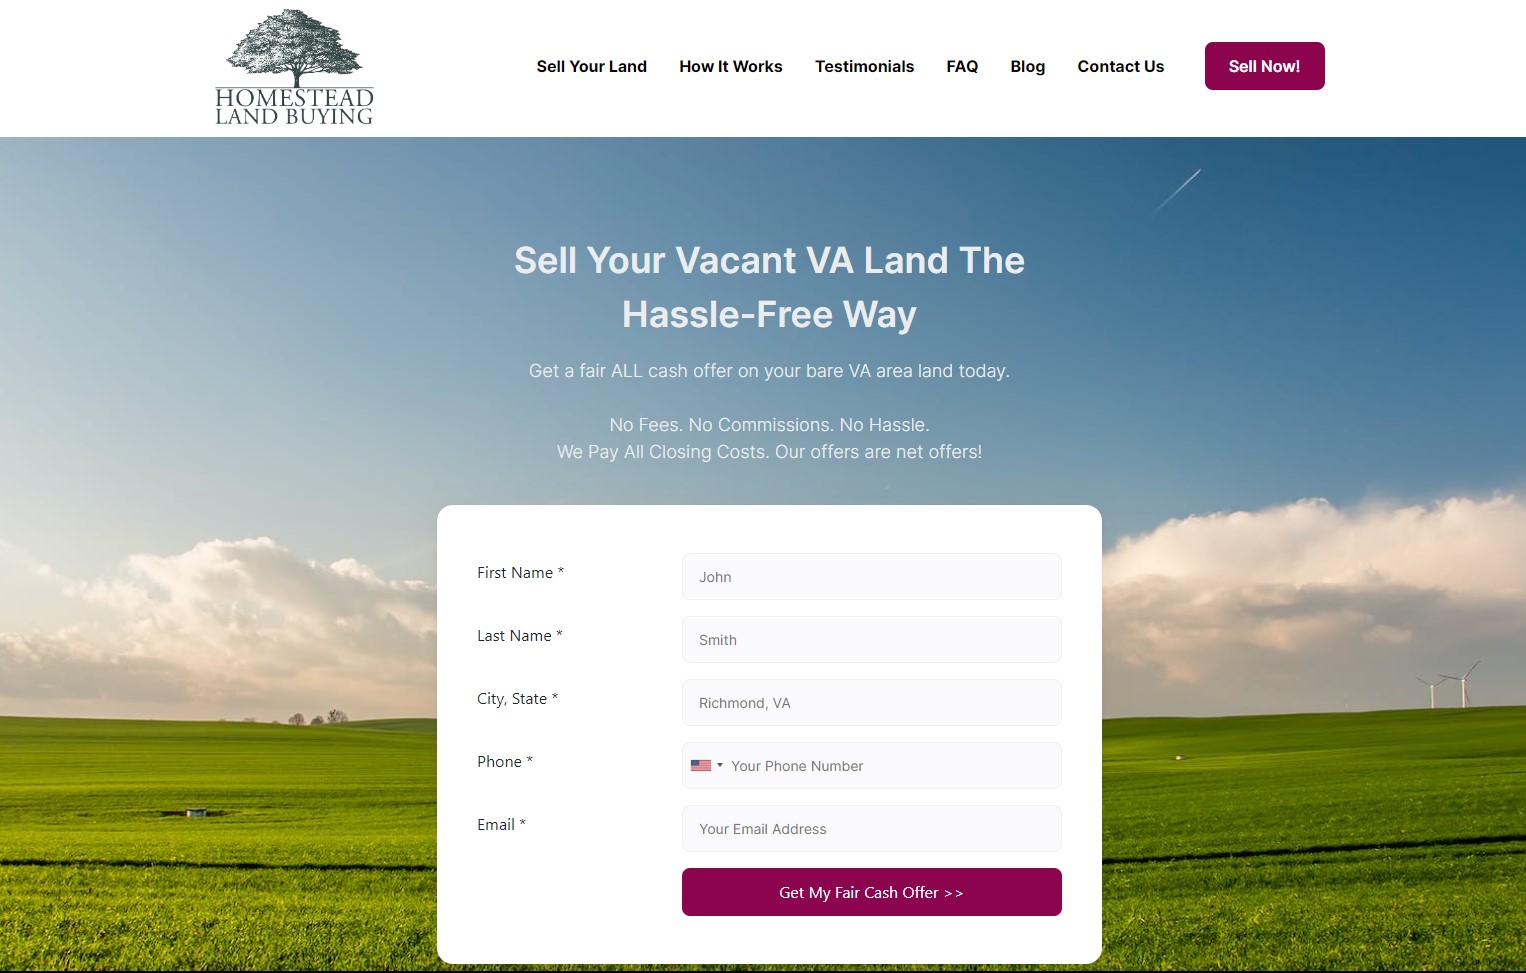 HOMESTEAD
LAND BUYING
Sell Your Land
How It Works
Testimonials
FAQ
Blog
Contact Us
Sell Now!
Sell Your Vacant VA Land The
Hassle-Free Way
Get a fair ALL cash offer on your bare VA area land today.
No Fees. No Commissions. No Hassle.
We Pay All Closing Costs. Our offers are net offers!
First Name *
John
Last Name *
Smith
City, State *
Richmond, VA
Phone *
Your Phone Number
Email *
Your Email Address
Get My Fair Cash Offer >>